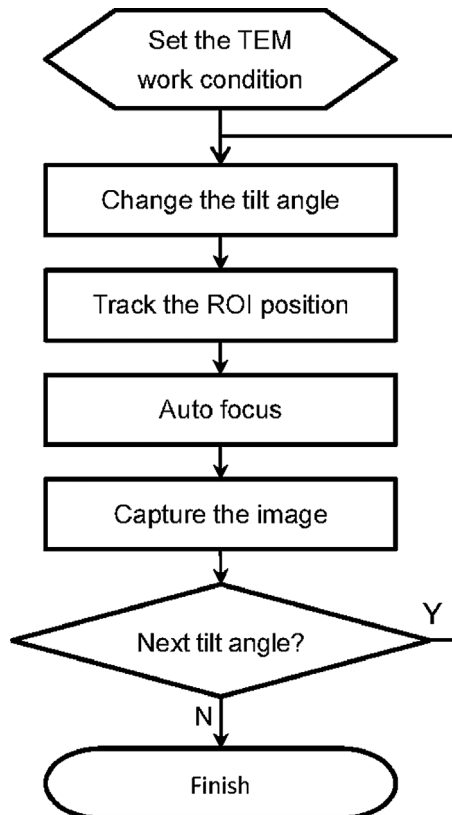 Set the TEM
work condition
Change the tilt angle
Track the ROI position
Auto focus
Capture the image
Next tilt angle?
Y
N
Finish